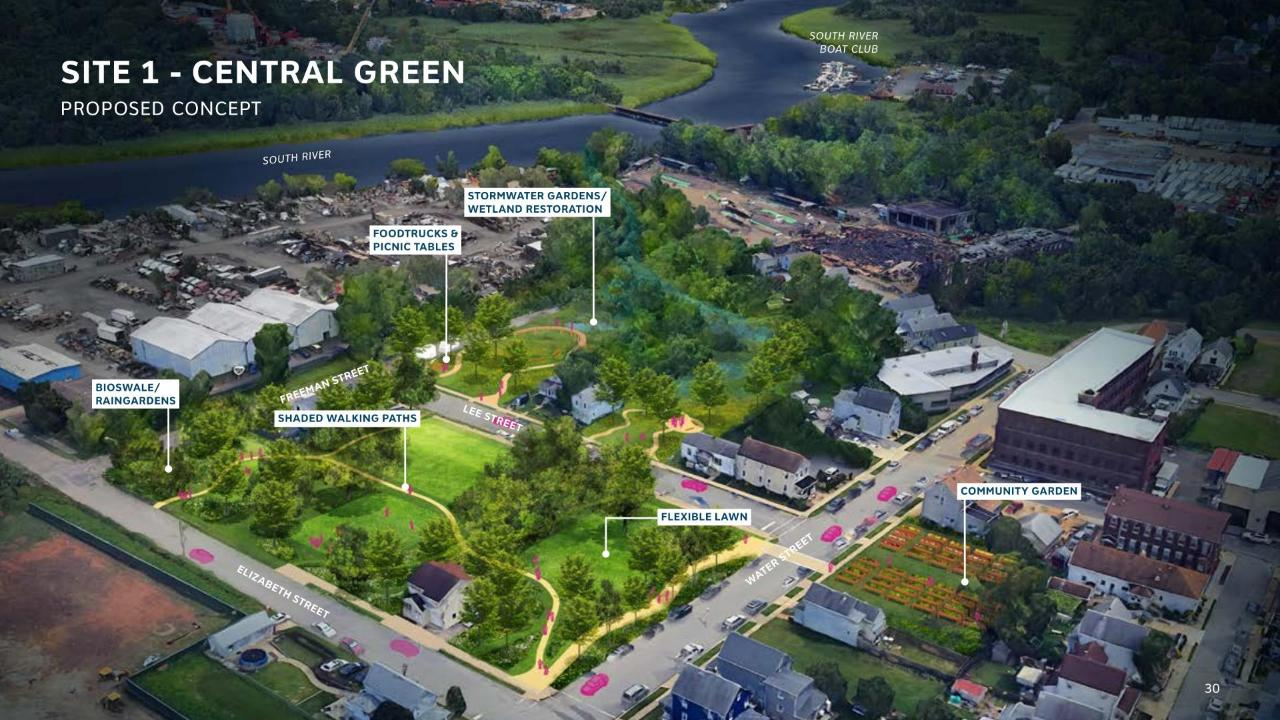 SITE 1 - CENTRAL GREEN
PROPOSED CONCEPT
SOUTH RIVER
BOAT CLUB
SOUTH RIVER
STORMWATER GARDENS/
WETLAND RESTORATION
FOODTRUCKS &
PICNIC TABLES
BIOSWALE/
RAINGARDENS
FREEMAN STREET
SHADED WALKING PATHS
LEE STREET
COMMUNITY GARDEN
FLEXIBLE LAWN
WATER STREET
ELIZABETH STREET
30